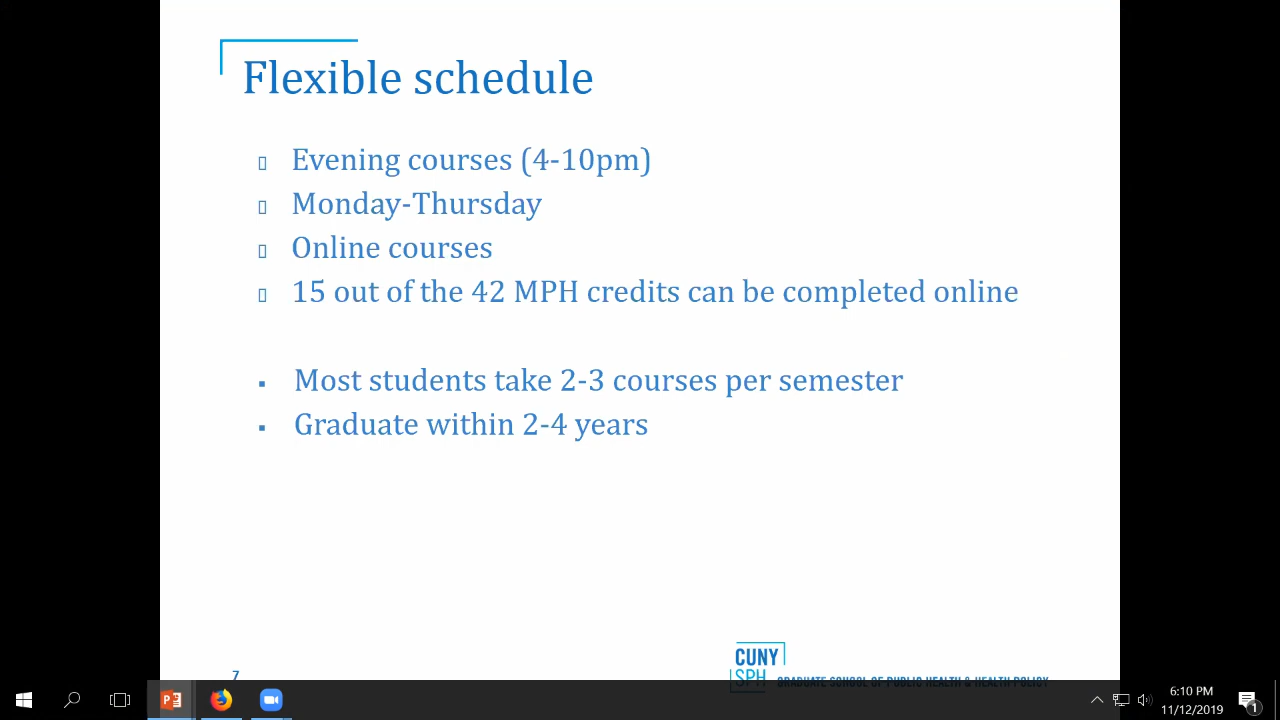 Flexible schedule
Evening courses (4-10pm)
Monday-Thursday
Online courses
15 out of the 42 MPH credits can be completed online
Most students take 2-3 courses per semester
Graduate within 2-4 years
7
CUNY
SPH
GRADUATE SCHOOL OF PUBLIC HEALTH & HEALTH POLICY
6:10 PM
11/12/2019
1